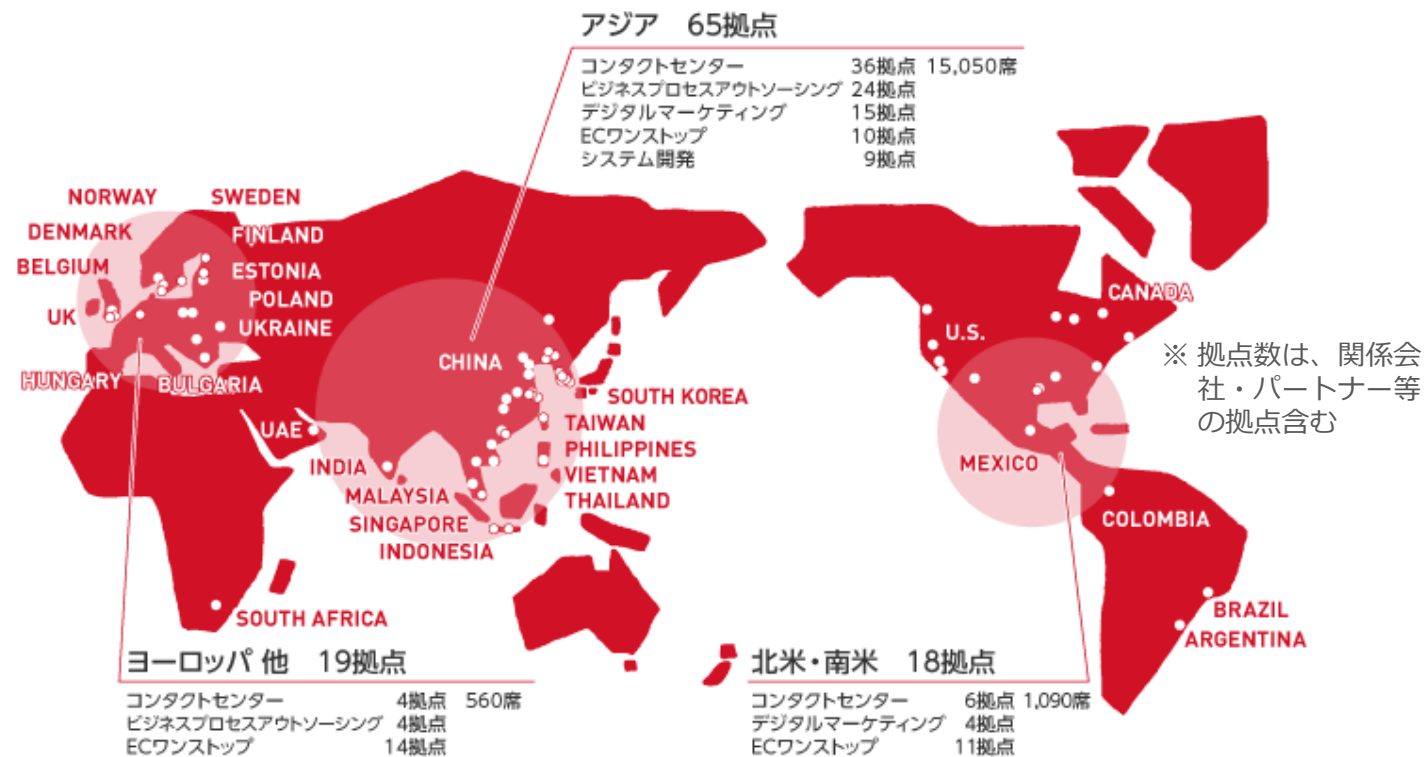 アジア 65拠点
コンタクトセンター 36拠点 15,050席
ビジネスプロセスアウトソーシング 24拠点
デジタルマーケティング 15拠点
ECワンストップ 10拠点
システム開発 9拠点
NORWAY
SWEDEN
DENMARK
FINLAND
BELGIUM
ESTONIA
POLAND
UK
UKRAINE
HUNGARY
BULGARIA
CHINA
SOUTH KOREA
UAE
TAIWAN
INDIA
PHILIPPINES
MALAYSIA
VIETNAM
SINGAPORE
THAILAND
INDONESIA
SOUTH AFRICA
CANADA
U.S.
MEXICO
COLOMBIA
BRAZIL
ARGENTINA
※ 拠点数は、関係会
社・パートナー等
の拠点含む
ヨーロッパ 他 19拠点
コンタクトセンター 4拠点 560席
ビジネスプロセスアウトソーシング 4拠点
ECワンストップ 14拠点
北米・南米 18拠点
コンタクトセンター 6拠点 1,090席
デジタルマーケティング 4拠点
ECワンストップ 11拠点